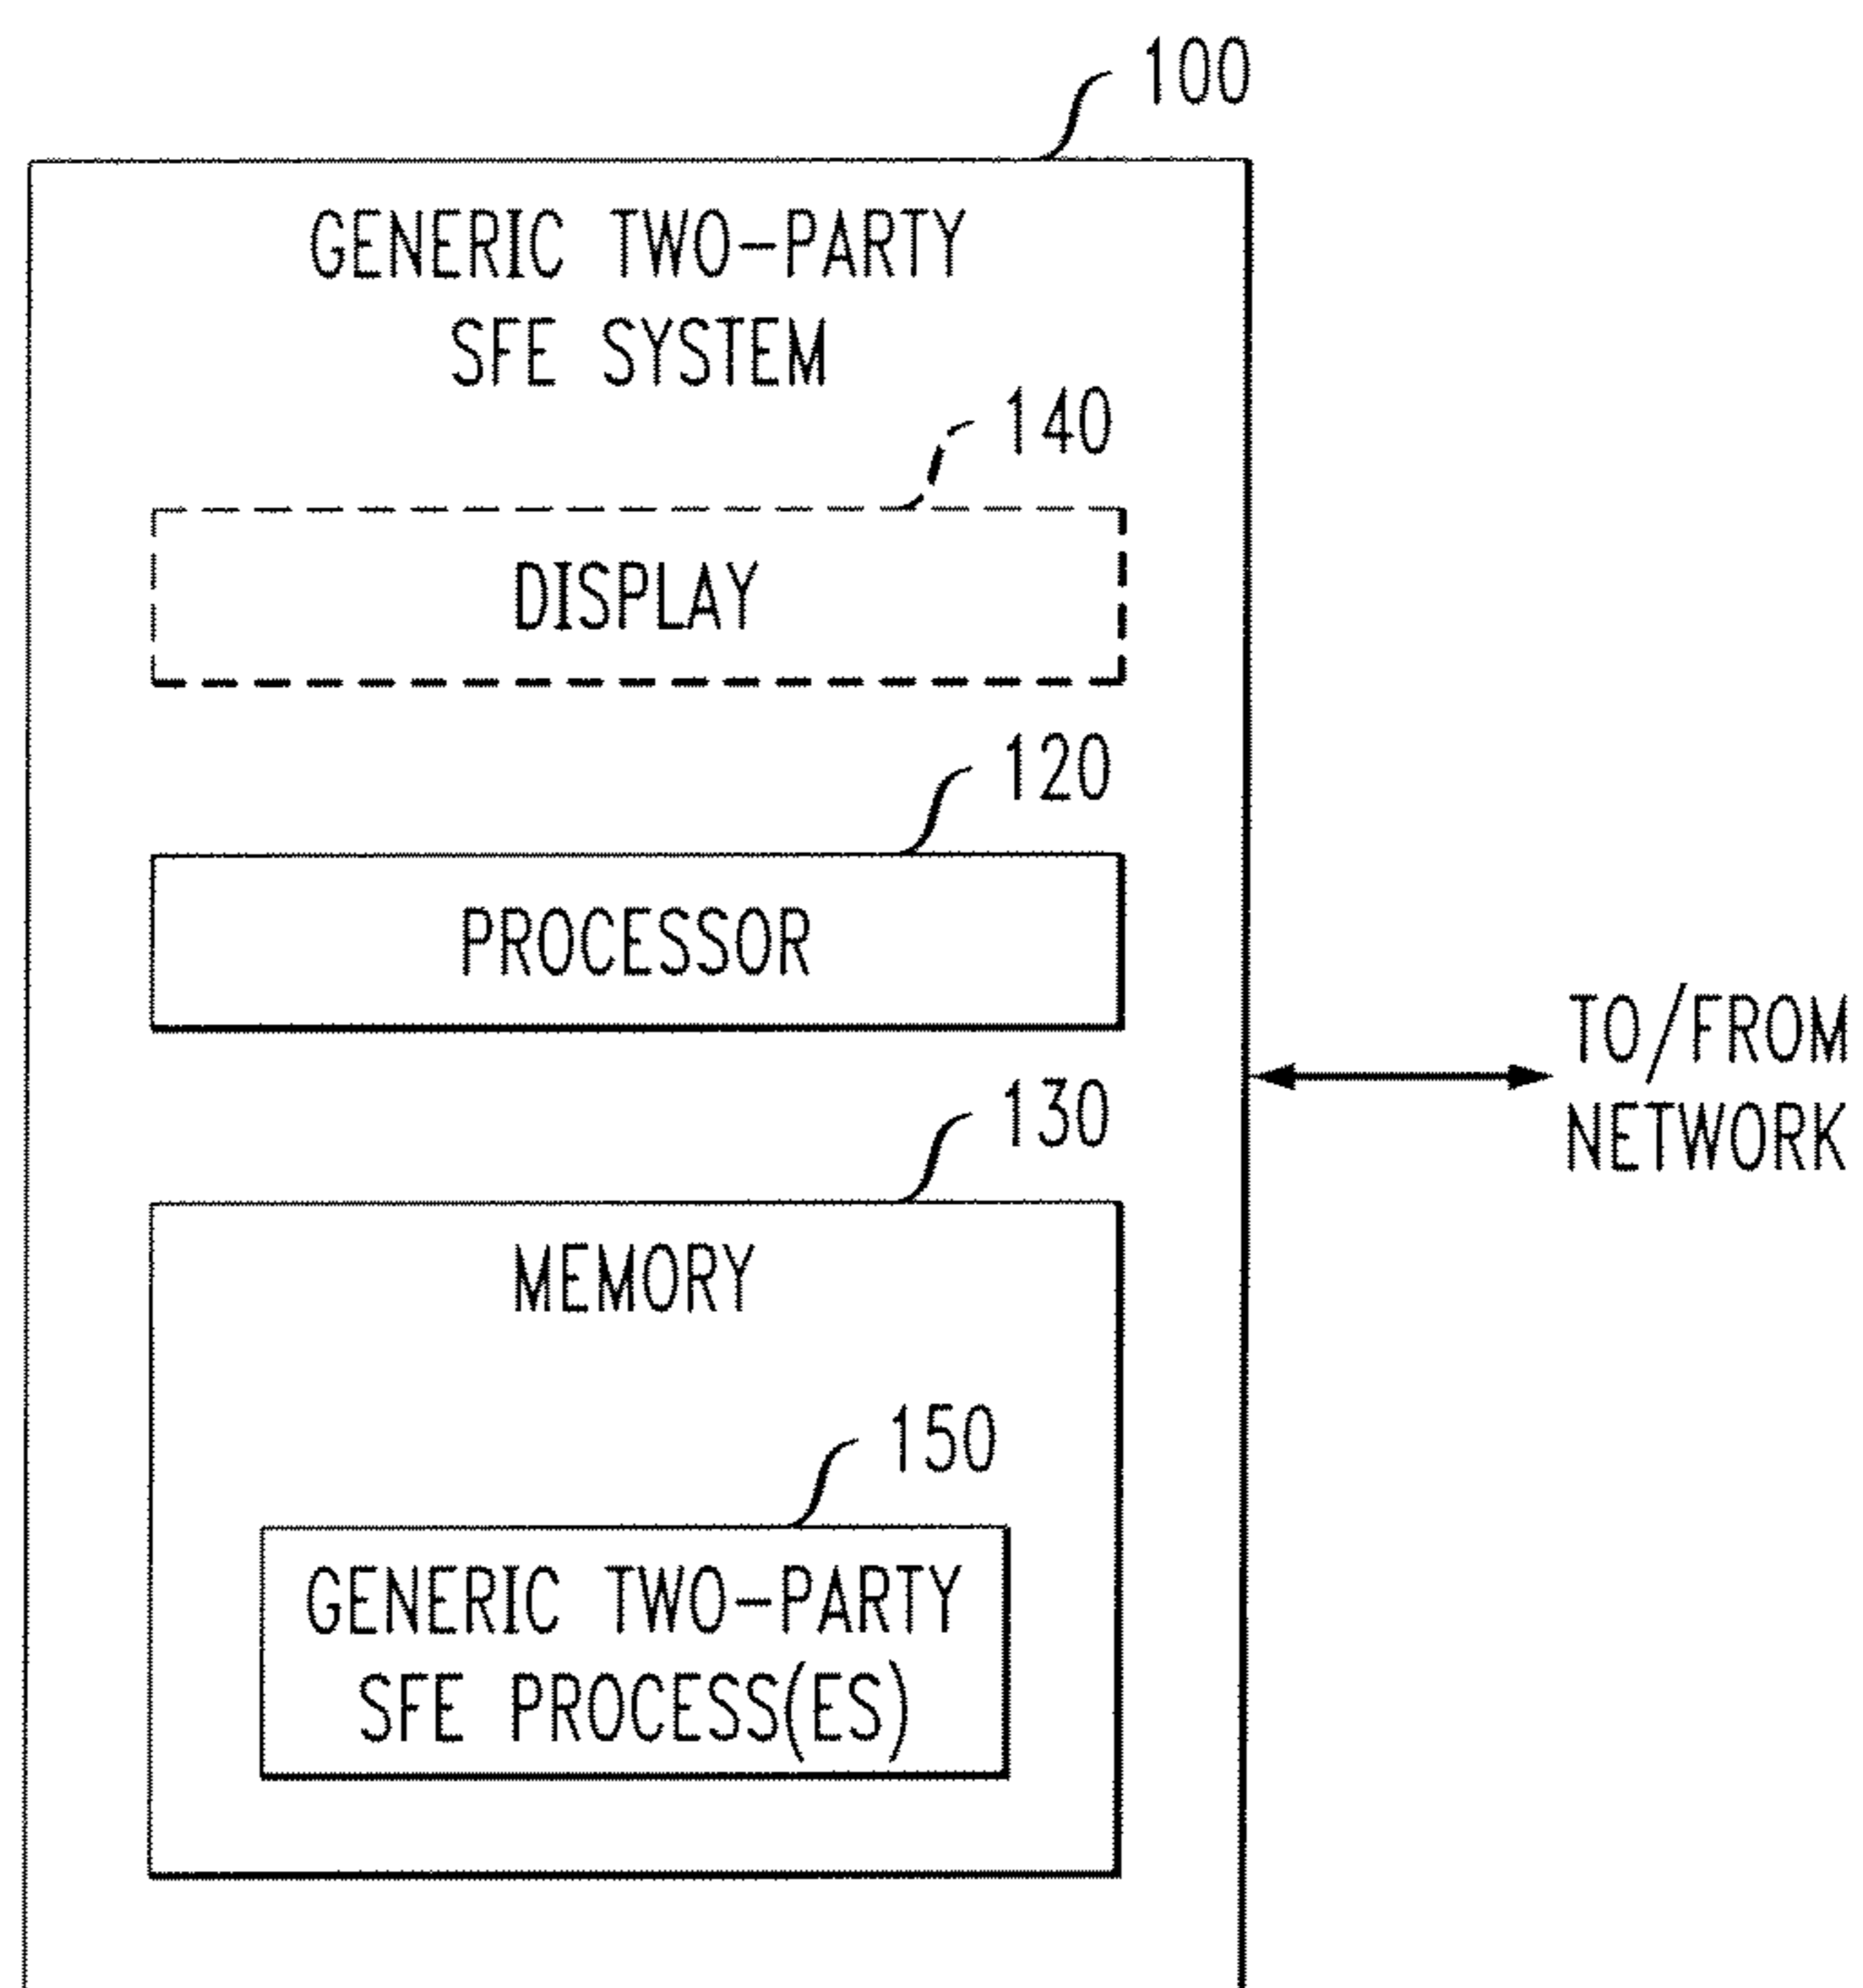 100
GENERIC TWO-PARTY
SFE SYSTEM
140
DISPLAY
120
PROCESSOR
TO/FROM
NETWORK
130
MEMORY
150
GENERIC TWO-PARTY
SFE PROCESS(ES)